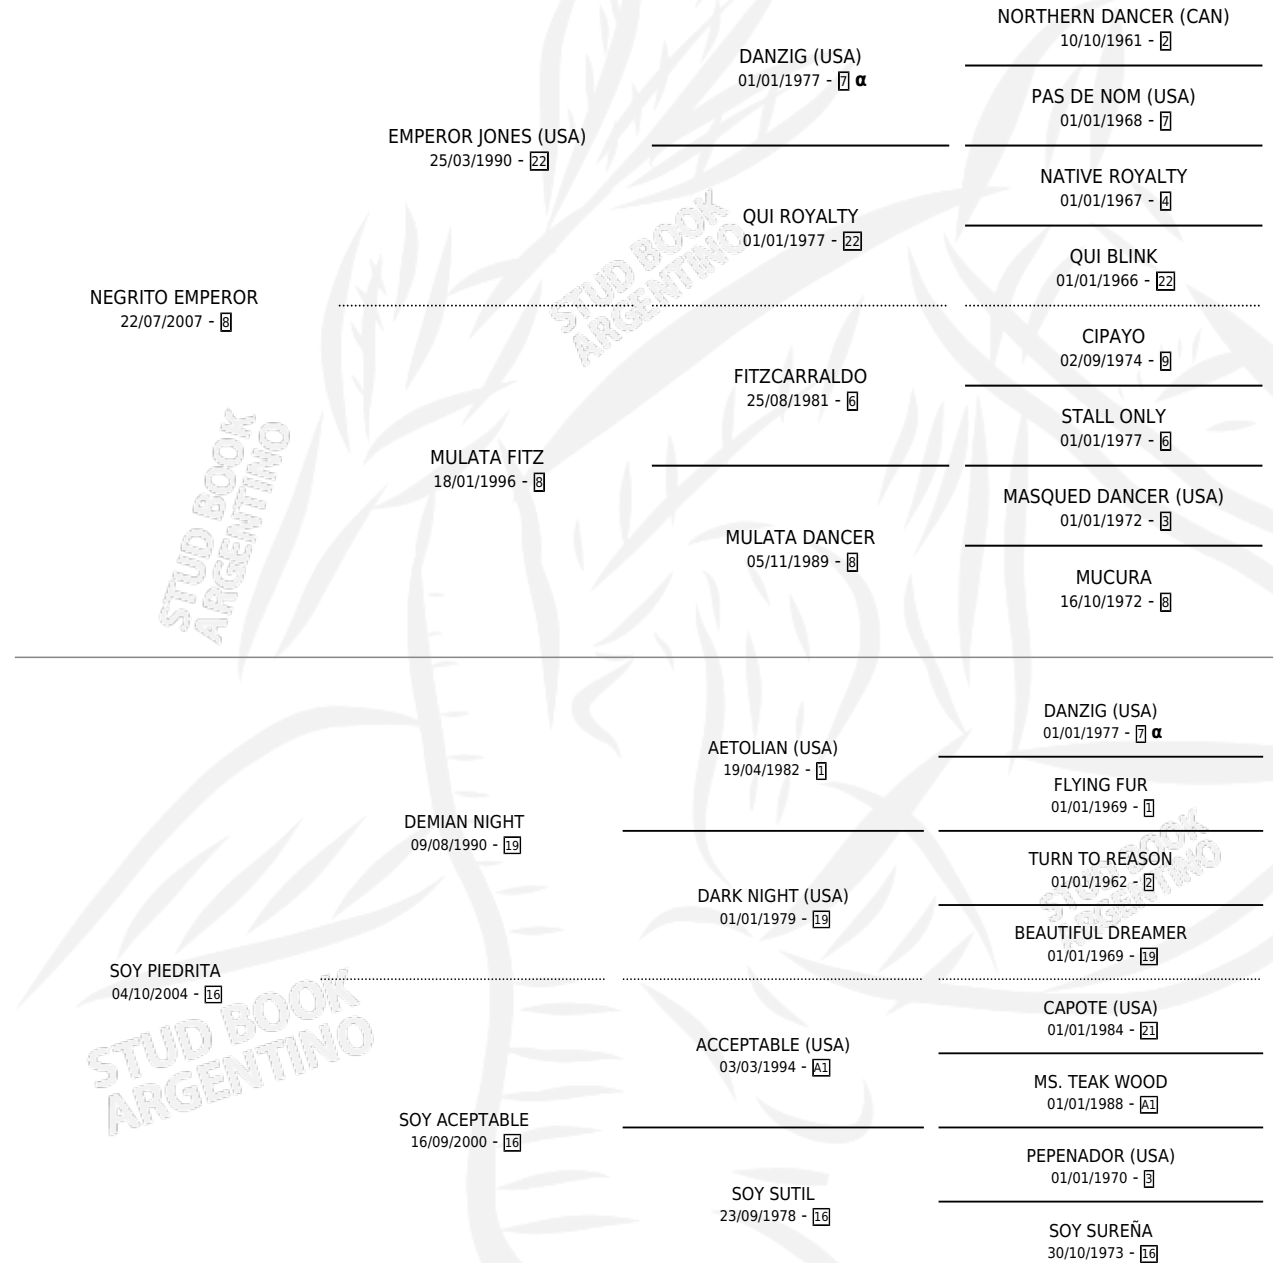 NORTHERN DANCER (CAN)
10/10/1961 - 2
DANZIG (USA)
01/01/1977 - 7 α
PAS DE NOM (USA)
01/01/1968 - 7
EMPEROR JONES (USA)
25/03/1990 - 22
NATIVE ROYALTY
01/01/1967 - 4
QUI ROYALTY
01/01/1977 - 22
QUI BLINK
01/01/1966 - 22
NEGRITO EMPEROR
22/07/2007 - 8
CIPAYO
02/09/1974 - 9
FITZCARRALDO
25/08/1981 - 6
STALL ONLY
01/01/1977 - 6
MULATA FITZ
18/01/1996 - 8
MASQUED DANCER (USA)
01/01/1972 - 3
MULATA DANCER
05/11/1989 - 8
MUCURA
16/10/1972 - 8
DANZIG (USA)
01/01/1977 - 7 α
AETOLIAN (USA)
19/04/1982 - 1
FLYING FUR
01/01/1969 - 1
DEMIAN NIGHT
09/08/1990 - 19
TURN TO REASON
01/01/1962 - 2
DARK NIGHT (USA)
01/01/1979 - 19
BEAUTIFUL DREAMER
01/01/1969 - 19
SOY PIEDRITA
04/10/2004 - 16
CAPOTE (USA)
01/01/1984 - 21
ACCEPTABLE (USA)
03/03/1994 - A1
MS. TEAK WOOD
01/01/1988 - A1
SOY ACEPTABLE
16/09/2000 - 16
PEPENADOR (USA)
01/01/1970 - 3
SOY SUTIL
23/09/1978 - 16
SOY SUREÑA
30/10/1973 - 16
STUD BOOK
ARGENTINO
STUD BOOK
ARGENTINO
STUD BOOK
ARGENTINO
STUD BOOK
ARGENTINO